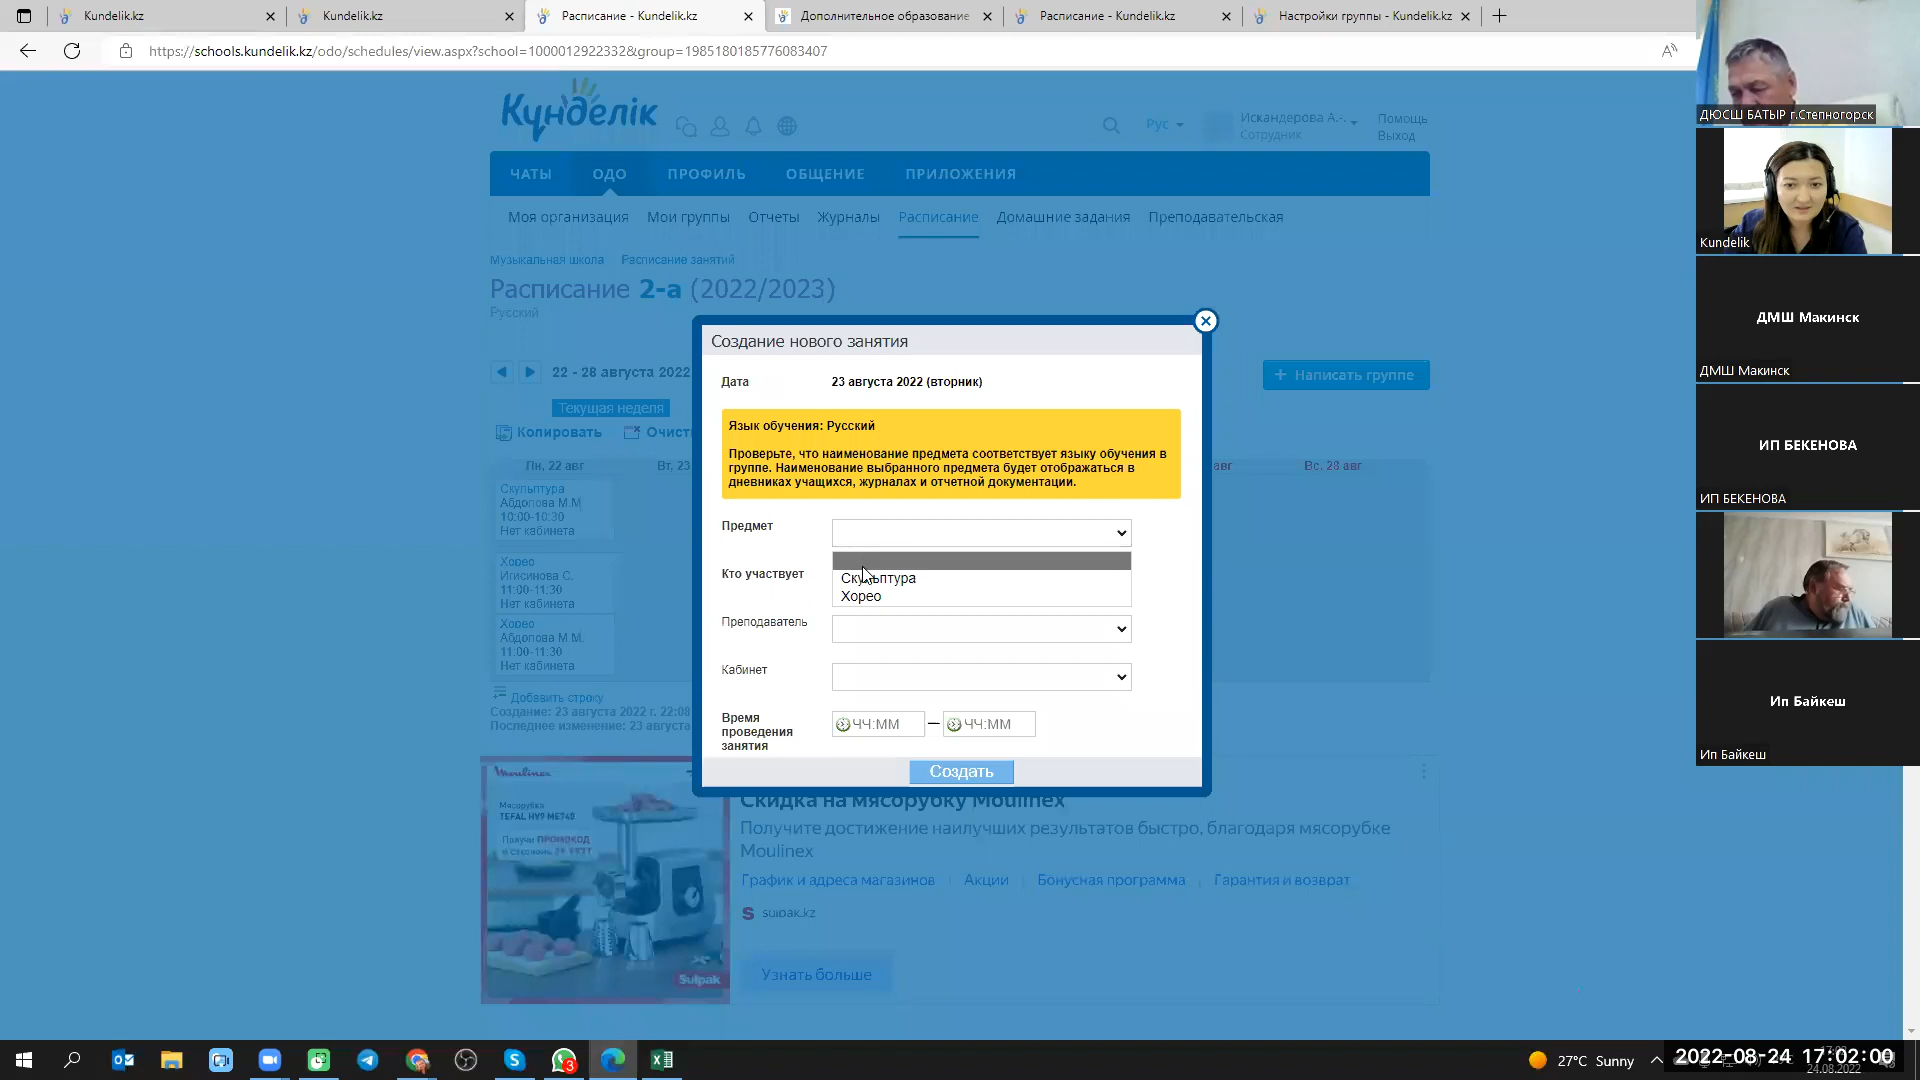 Kundelik.kz
Kundelik.kz
Расписание - Kundelik.kz
Дополнительное образование
Расписание - Kundelik.kz
Настройки группы - Kundelik.kz
https://schools.kundelik.kz/odo/schedules/view.aspx?school=1000012922332&group=1985180185776083407
Күнделік
Рус
Искандерова А.-..
Сотрудник
Помощь
Выход
ЧАТЫ ОДО ПРОФИЛЬ ОБЩЕНИЕ ПРИЛОЖЕНИЯ
Моя организация Мои группы Отчеты Журналы Расписание Домашние задания Преподавательская
Музыкальная школа Расписание занятий
Расписание 2-а (2022/2023)
Русский
22 - 28 августа 2022
Написать группе
Текущая неделя
Копировать
Пн, 22 авг Вт, 23 авг Вс. 28 авг
Скульптура
Абдолова М.М
10:00-10:30
Нет кабинета
Хорео
Игисинова С.
11:00-11:30
Нет кабинета
Хорео
Абдолова М.М.
11:00-11:30
Нет кабинета
Добавить строку
Создание: 23 августа 2022 г. 22:08
Последнее изменение: 23 августа
Создание нового занятия
Дата 23 августа 2022 (вторник)
Язык обучения: Русский
Проверьте, что наименование предмета соответствует языку обучения в
группе. Наименование выбранного предмета будет отображаться в
дневниках учащихся, журналах и отчетной документации.
Предмет
Скульптура
Хорео
Кто участвует
Преподаватель
Кабинет
Время
проведения
занятия
ЧЧ:ММ — ЧЧ:ММ
Создать
Moulinex
Мясорубка
TEFAL HV9 ME740
Получи ПРОМОКОД
Sulpak
Скидка на мясорубку Moulinex
Получите достижение наилучших результатов быстро, благодаря мясорубке
Moulinex
График и адреса магазинов Акции Бонусная программа Гарантия и возврат
sulpak.kz
Узнать больше
ДЮСШ БАТЫР г.Степногорск
Kundelik
ДМШ Макинск
ДМШ Макинск
ИП БЕКЕНОВА
ИП БЕКЕНОВА
Ип Байкеш
Ип Байкеш
3
27°C Sunny
2022-08-24 17:02:00
24.08.2022